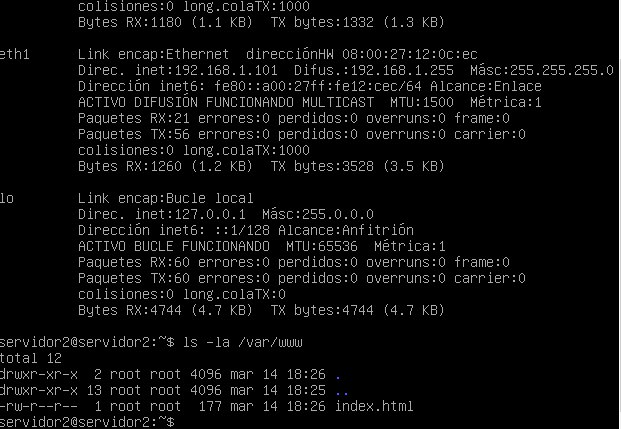 colisiones:0 long.colaTX:1000
Bytes RX:1180 (1.1 KB)  TX bytes:1332 (1.3 KB)
eth1      Link encap:Ethernet  direcciónHW 08:00:27:12:0c:ec
Direc. inet:192.168.1.101  Difus.:192.168.1.255  Másc:255.255.255.0
Dirección inet6: fe80::a00:27ff:fe12:cec/64 Alcance:Enlace
ACTIVO DIFUSIÓN FUNCIONANDO MULTICAST  MTU:1500  Métrica:1
Paquetes RX:21 errores:0 perdidos:0 overruns:0 frame:0
Paquetes TX:56 errores:0 perdidos:0 overruns:0 carrier:0
colisiones:0 long.colaTX:1000
Bytes RX:1260 (1.2 KB)  TX bytes:3528 (3.5 KB)
lo        Link encap:Bucle local
Direc. inet:127.0.0.1  Másc:255.0.0.0
Dirección inet6: ::1/128 Alcance:Anfitrión
ACTIVO BUCLE FUNCIONANDO  MTU:65536  Métrica:1
Paquetes RX:60 errores:0 perdidos:0 overruns:0 frame:0
Paquetes TX:60 errores:0 perdidos:0 overruns:0 carrier:0
colisiones:0 long.colaTX:0
Bytes RX:4744 (4.7 KB)  TX bytes:4744 (4.7 KB)
servidor2@servidor2:~$ ls -la /var/www
total 12
drwxr-xr-x  2 root root 4096 mar 14 18:26 .
drwxr-xr-x 13 root root 4096 mar 14 18:25 ..
-rw-r--r--  1 root root  177 mar 14 18:26 index.html
servidor2@servidor2:~$